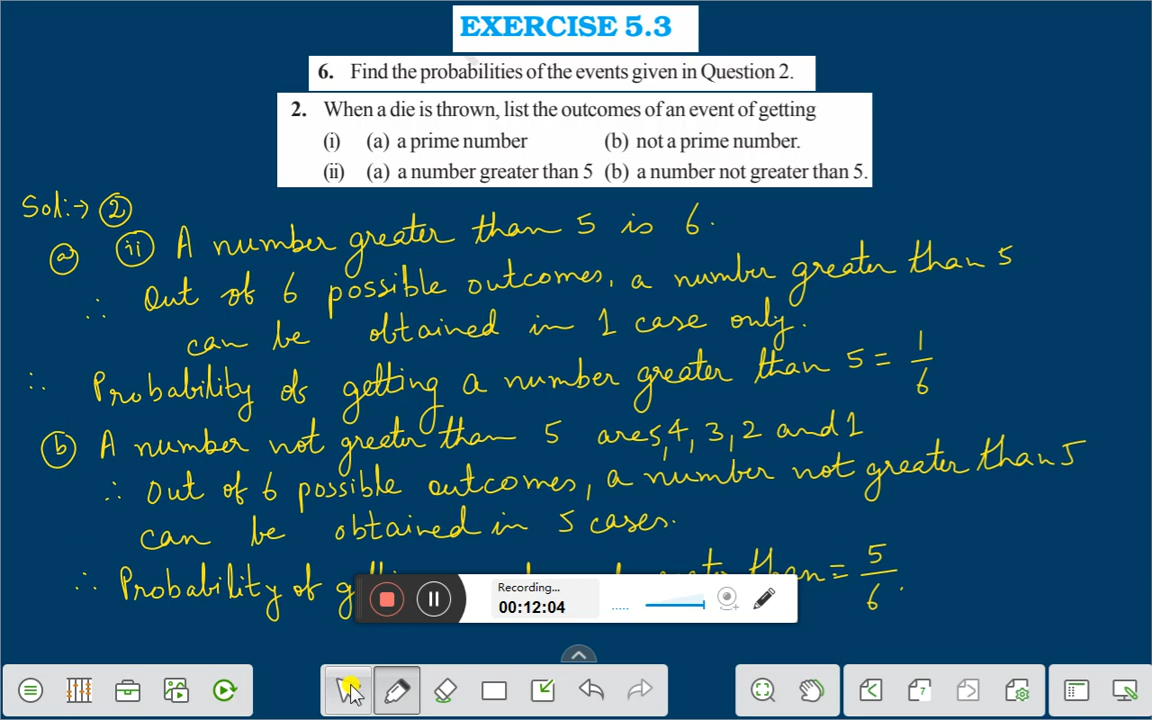 EXERCISE 5.3
6. Find the probabilities of the events given in Question 2.
2. When a die is thrown, list the outcomes of an event of getting
(i) (a) a prime number (b) not a prime number.
(ii) (a) a number greater than 5 (b) a number not greater than 5.
Sol:→ ②
ⓐ (ii) A number greater than 5 is 6.
∴ Out of 6 possible outcomes, a number greater than 5
can be obtained in 1 case only.
∴ Probability of getting a number greater than 5 = 1/6
ⓑ A number not greater than 5 are 5,4,3,2 and 1
∴ Out of 6 possible outcomes, a number not greater than 5
can be obtained in 5 cases.
∴ Probability of than = 5/6.
Recording...
00:12:04
7